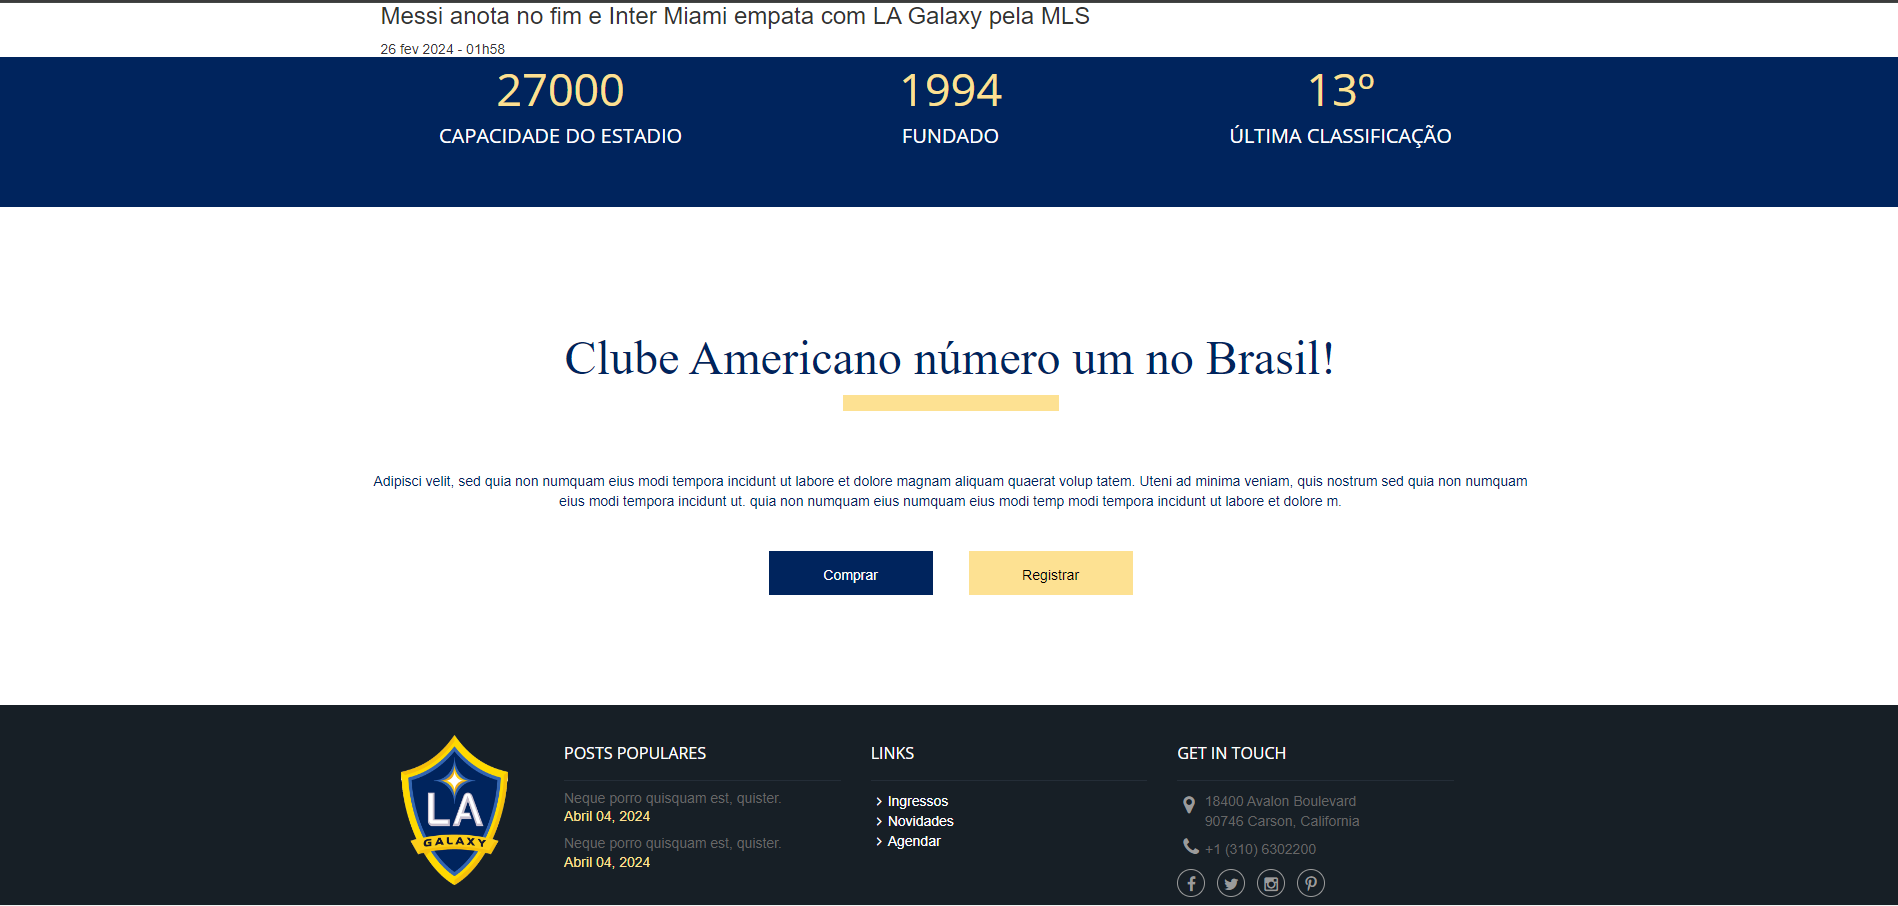 Messi anota no fim e Inter Miami empata com LA Galaxy pela MLS
26 fev 2024 - 01h58
27000
CAPACIDADE DO ESTADIO
1994
FUNDADO
13º
ÚLTIMA CLASSIFICAÇÃO
Clube Americano número um no Brasil!
Adipisci velit, sed quia non numquam eius modi tempora incidunt ut labore et dolore magnam aliquam quaerat volup tatem. Uteni ad minima veniam, quis nostrum sed quia non numquam
eius modi tempora incidunt ut. quia non numquam eius numquam eius modi temp modi tempora incidunt ut labore et dolore m.
Comprar
Registrar
LA
GALAXY
POSTS POPULARES
Neque porro quisquam est, quister.
Abril 04, 2024
Neque porro quisquam est, quister.
Abril 04, 2024
LINKS
Ingressos
Novidades
Agendar
GET IN TOUCH
18400 Avalon Boulevard
90746 Carson, California
+1 (310) 6302200